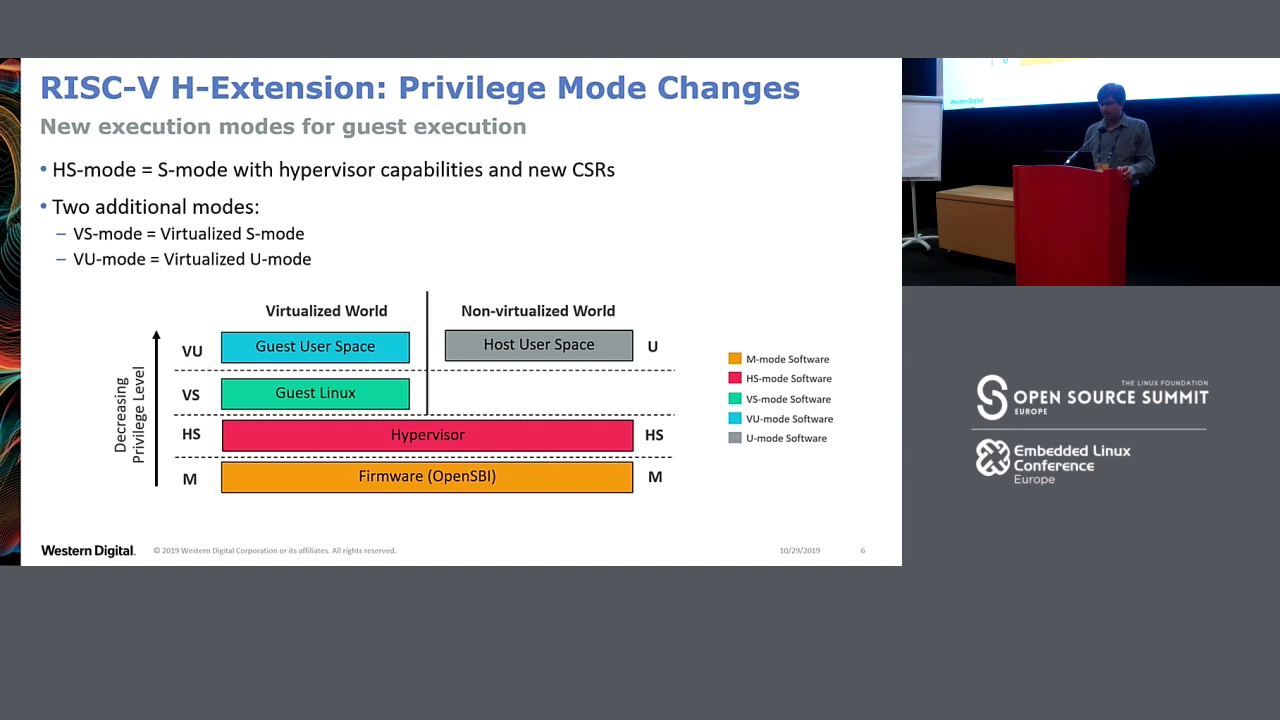 RISC-V H-Extension: Privilege Mode Changes
New execution modes for guest execution
• HS-mode = S-mode with hypervisor capabilities and new CSRs
• Two additional modes:
– VS-mode = Virtualized S-mode
– VU-mode = Virtualized U-mode
Virtualized World
Non-virtualized World
VU
Guest User Space
Host User Space
U
VS
Guest Linux
HS
Hypervisor
HS
M
Firmware (OpenSBI)
M
Decreasing
Privilege Level
M-mode Software
HS-mode Software
VS-mode Software
VU-mode Software
U-mode Software
Western Digital.
© 2019 Western Digital Corporation or its affiliates. All rights reserved.
10/29/2019
6
Western Digital
THE LINUX FOUNDATION
OPEN SOURCE SUMMIT
EUROPE
Embedded Linux
Conference
Europe